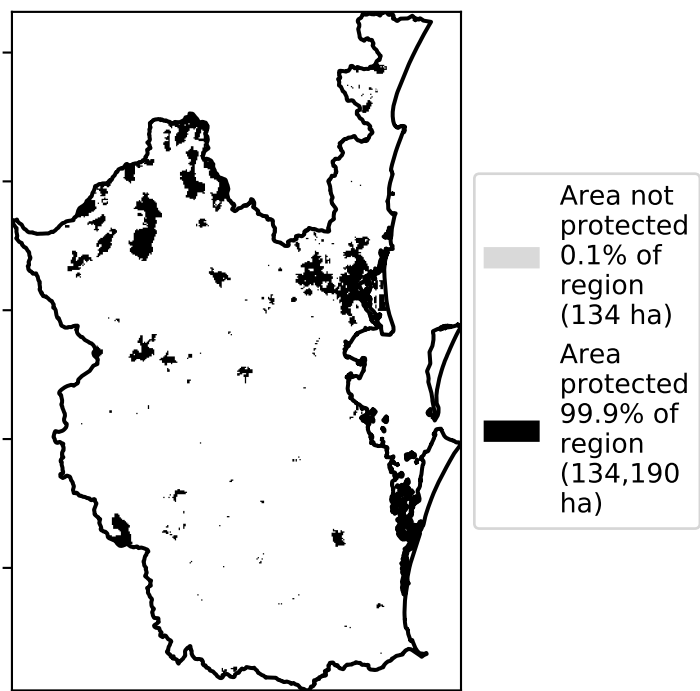 Area not
protected
0.1% of
region
(134 ha)
Area
protected
99.9% of
region
(134,190
ha)